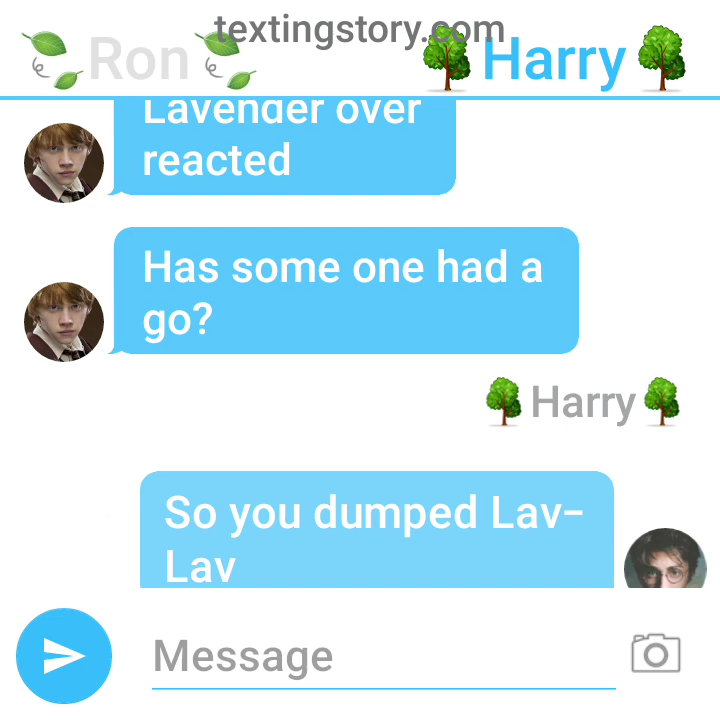 textingstory.com
Ron Harry
Lavender over
reacted
Has some one had a
go?
Harry
So you dumped Lav-
Lav
Message